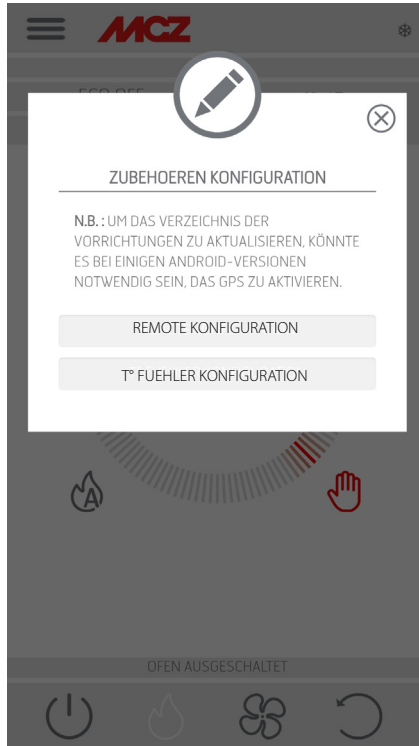 MCZ
ZUBEHOEREN KONFIGURATION
N.B. : UM DAS VERZEICHNIS DER
VORRICHTUNGEN ZU AKTUALISIEREN, KÖNNTE
ES BEI EINIGEN ANDROID-VERSIONEN
NOTWENDIG SEIN, DAS GPS ZU AKTIVIEREN.
REMOTE KONFIGURATION
T° FUEHLER KONFIGURATION
A
OFEN AUSGESCHALTET